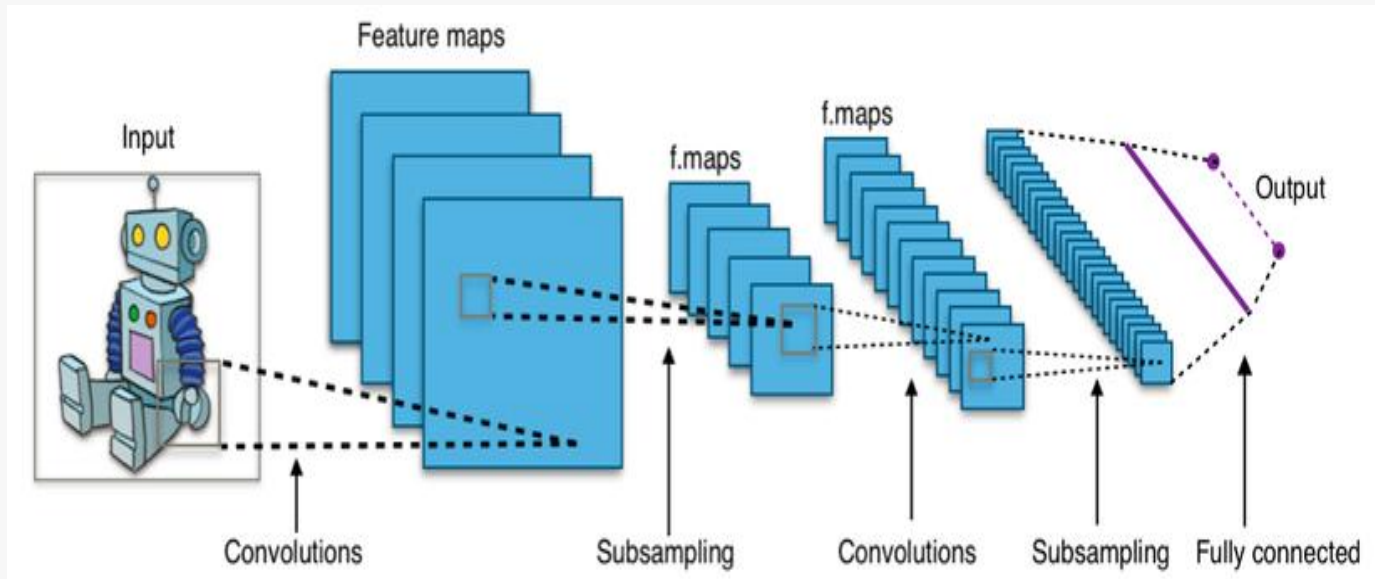 Feature maps
Input
f.maps
f.maps
Output
Convolutions
Subsampling
Convolutions
Subsampling
Fully connected